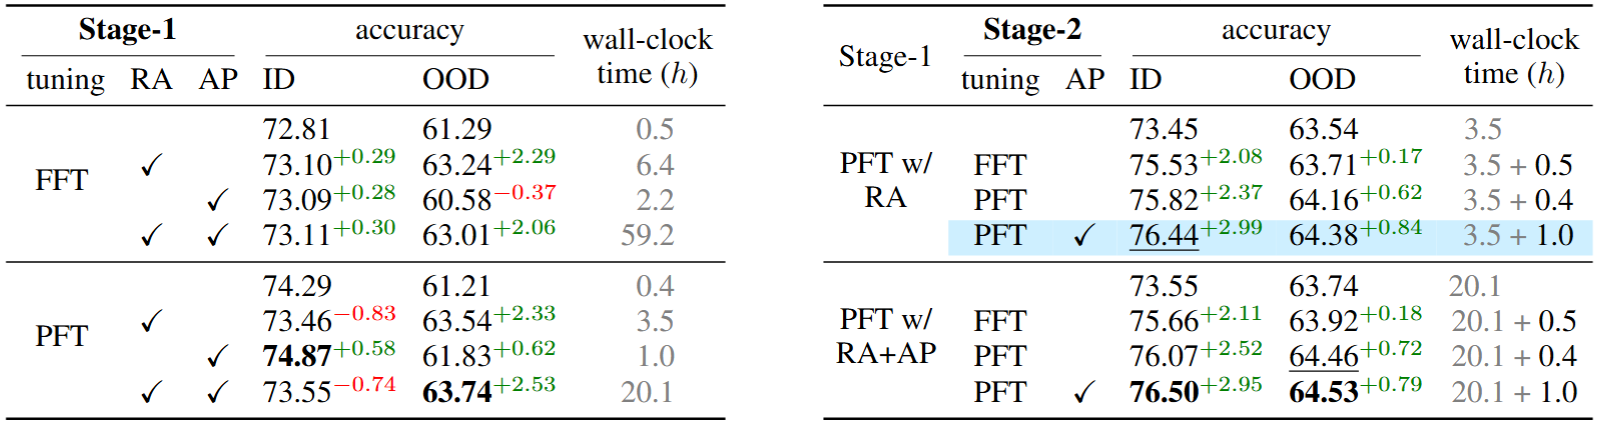 Stage-1 accuracy wall-clock time (h)
tuning RA AP ID OOD
72.81 61.29 0.5
✓ 73.10+0.29 63.24+2.29 6.4
FFT
✓ 73.09+0.28 60.58−0.37 2.2
✓ ✓ 73.11+0.30 63.01+2.06 59.2
74.29 61.21 0.4
✓ 73.46−0.83 63.54+2.33 3.5
PFT
✓ 74.87+0.58 61.83+0.62 1.0
✓ ✓ 73.55−0.74 63.74+2.53 20.1
Stage-1 Stage-2 accuracy wall-clock time (h)
tuning AP ID OOD
73.45 63.54 3.5
PFT w/ FFT 75.53+2.08 63.71+0.17 3.5 + 0.5
RA PFT 75.82+2.37 64.16+0.62 3.5 + 0.4
PFT ✓ 76.44+2.99 64.38+0.84 3.5 + 1.0
73.55 63.74 20.1
PFT w/ FFT 75.66+2.11 63.92+0.18 20.1 + 0.5
RA+AP PFT 76.07+2.52 64.46+0.72 20.1 + 0.4
PFT ✓ 76.50+2.95 64.53+0.79 20.1 + 1.0